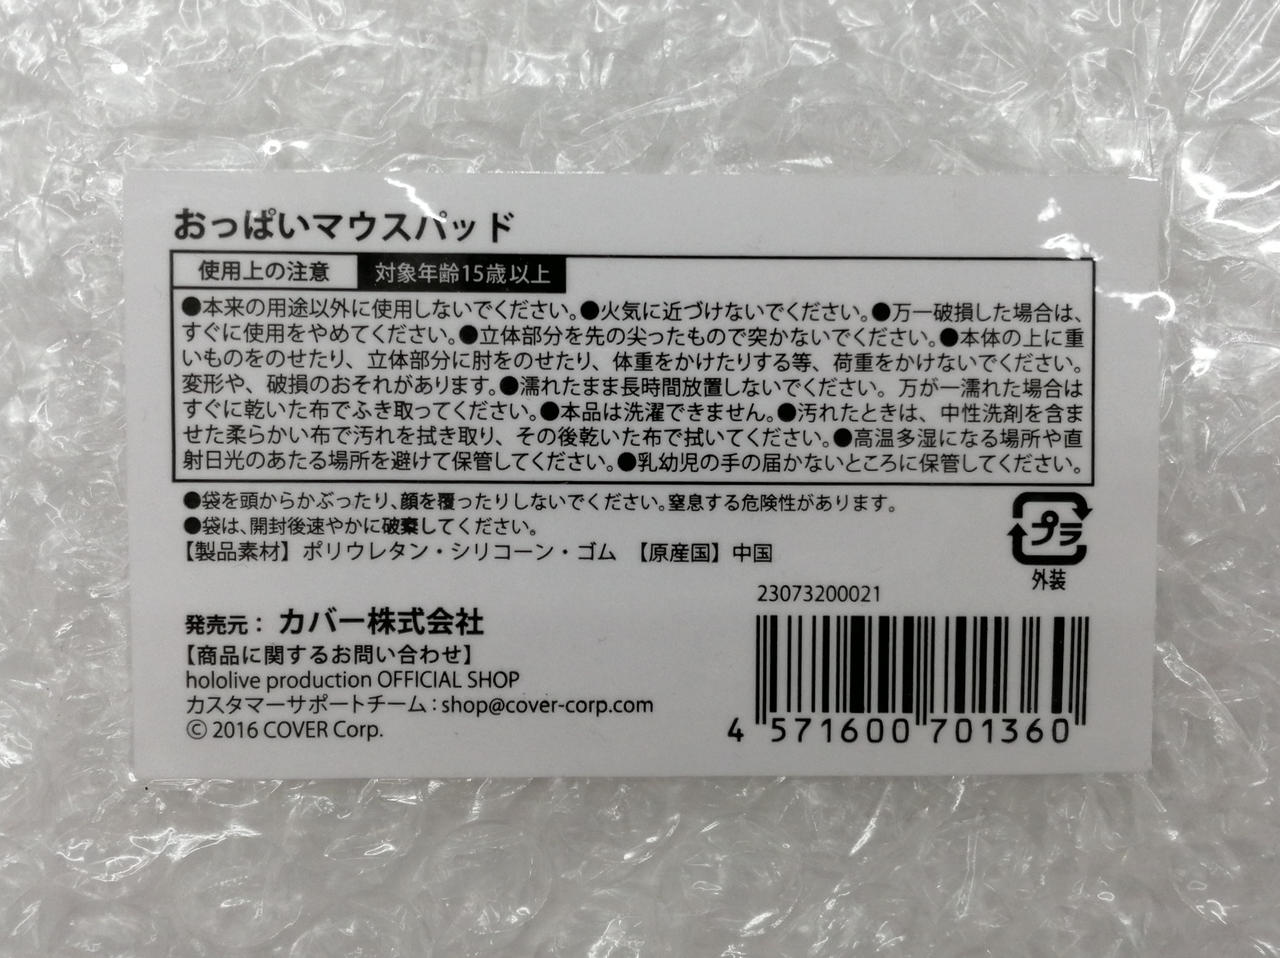 おっぱいマウスパッド
使用上の注意 対象年齢15歳以上
●本来の用途以外に使用しないでください。●火気に近づけないでください。●万一破損した場合は、
すぐに使用をやめてください。●立体部分を先の尖ったもので突かないでください。●本体の上に重
いものをのせたり、立体部分に肘をのせたり、体重をかけたりする等、荷重をかけないでください。
変形や、破損のおそれがあります。●濡れたまま長時間放置しないでください。万が一濡れた場合は
すぐに乾いた布でふき取ってください。●本品は洗濯できません。●汚れたときは、中性洗剤を含ま
せた柔らかい布で汚れを拭き取り、その後乾いた布で拭いてください。●高温多湿になる場所や直
射日光のあたる場所を避けて保管してください。●乳幼児の手の届かないところに保管してください。
●袋を頭からかぶったり、顔を覆ったりしないでください。窒息する危険性があります。
●袋は、開封後速やかに破棄してください。
【製品素材】ポリウレタン・シリコーン・ゴム 【原産国】中国
プラ
外装
23073200021
発売元：カバー株式会社
【商品に関するお問い合わせ】
hololive production OFFICIAL SHOP
カスタマーサポートチーム：shop@cover-corp.com
© 2016 COVER Corp.
4 571600 701360